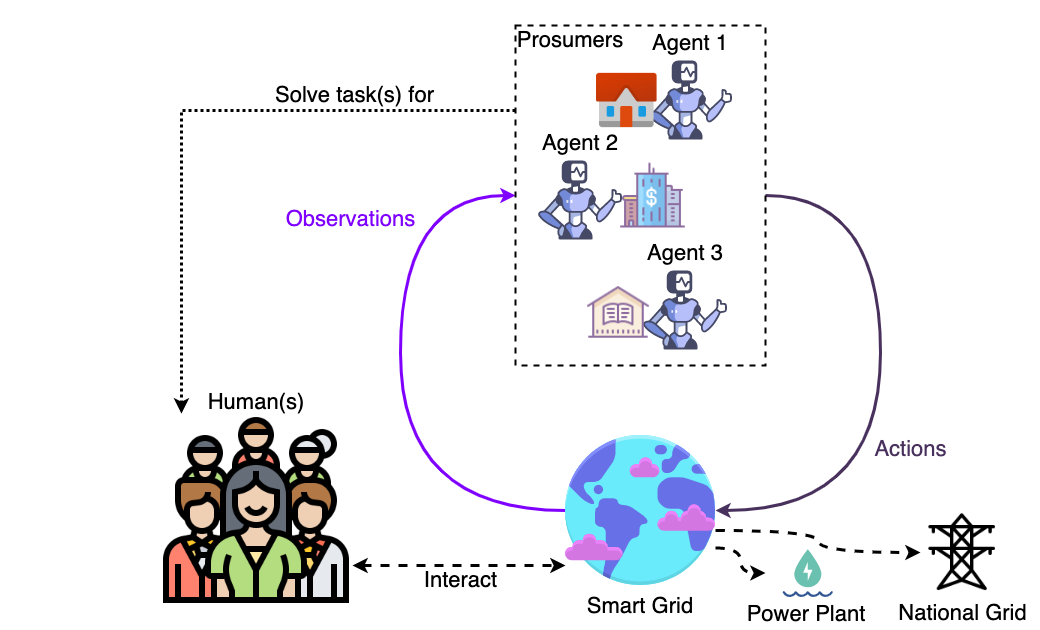 Prosumers
Agent 1
Solve task(s) for
Agent 2
$
Observations
Agent 3
Human(s)
Actions
Interact
Smart Grid
Power Plant
National Grid